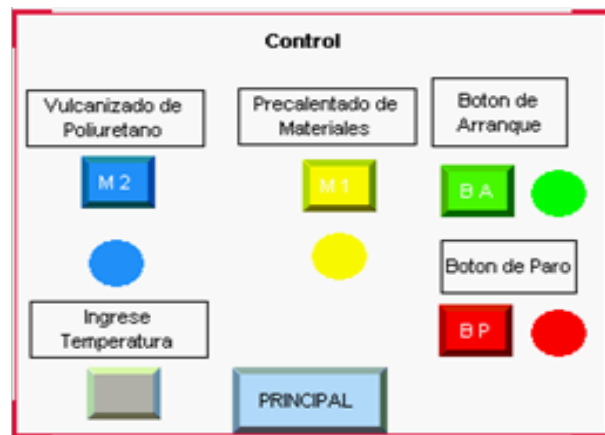 Control
Vulcanizado de
Poliuretano
Precalentado de
Materiales
Boton de
Arranque
M 2
M 1
B A
Boton de Paro
Ingrese
Temperatura
B P
PRINCIPAL